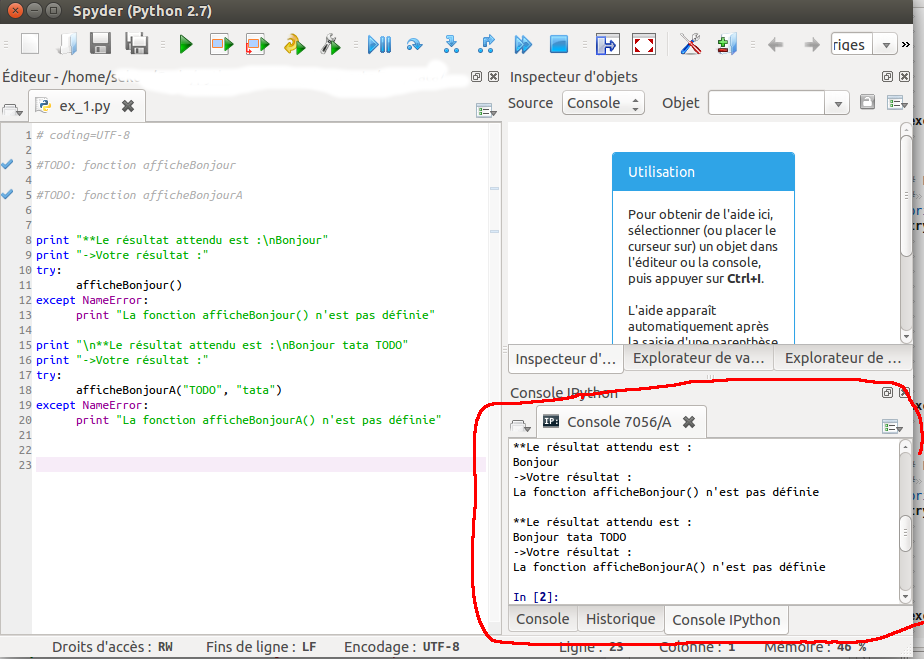 Spyder (Python 2.7)
riges
»
Éditeur - /home/s
Inspecteur d'objets
ex_1.py
Source Console Objet
1 # coding=UTF-8
2
3 #TODO: fonction afficheBonjour
4
5 #TODO: fonction afficheBonjourA
6
7
8 print "**Le résultat attendu est :\nBonjour"
9 print "->Votre résultat :"
10 try:
11 afficheBonjour()
12 except NameError:
13 print "La fonction afficheBonjour() n'est pas définie"
14
15 print "\n**Le résultat attendu est :\nBonjour tata TODO"
16 print "->Votre résultat :"
17 try:
18 afficheBonjourA("TODO", "tata")
19 except NameError:
20 print "La fonction afficheBonjourA() n'est pas définie"
21
22
23
Utilisation
Pour obtenir de l'aide ici,
sélectionner (ou placer le
curseur sur) un objet dans
l'éditeur ou la console,
puis appuyer sur Ctrl+I.
L'aide apparaît
automatiquement après
la saisie d'une parenthèse
Inspecteur d'... Explorateur de va... Explorateur de ...
Console IPython
IP: Console 7056/A
**Le résultat attendu est :
Bonjour
->Votre résultat :
La fonction afficheBonjour() n'est pas définie
**Le résultat attendu est :
Bonjour tata TODO
->Votre résultat :
La fonction afficheBonjourA() n'est pas définie
In [2]:
Console Historique Console IPython
Droits d'accès : RW Fins de ligne : LF Encodage : UTF-8 Ligne : 23 Colonne : 1 Mémoire : 46 %